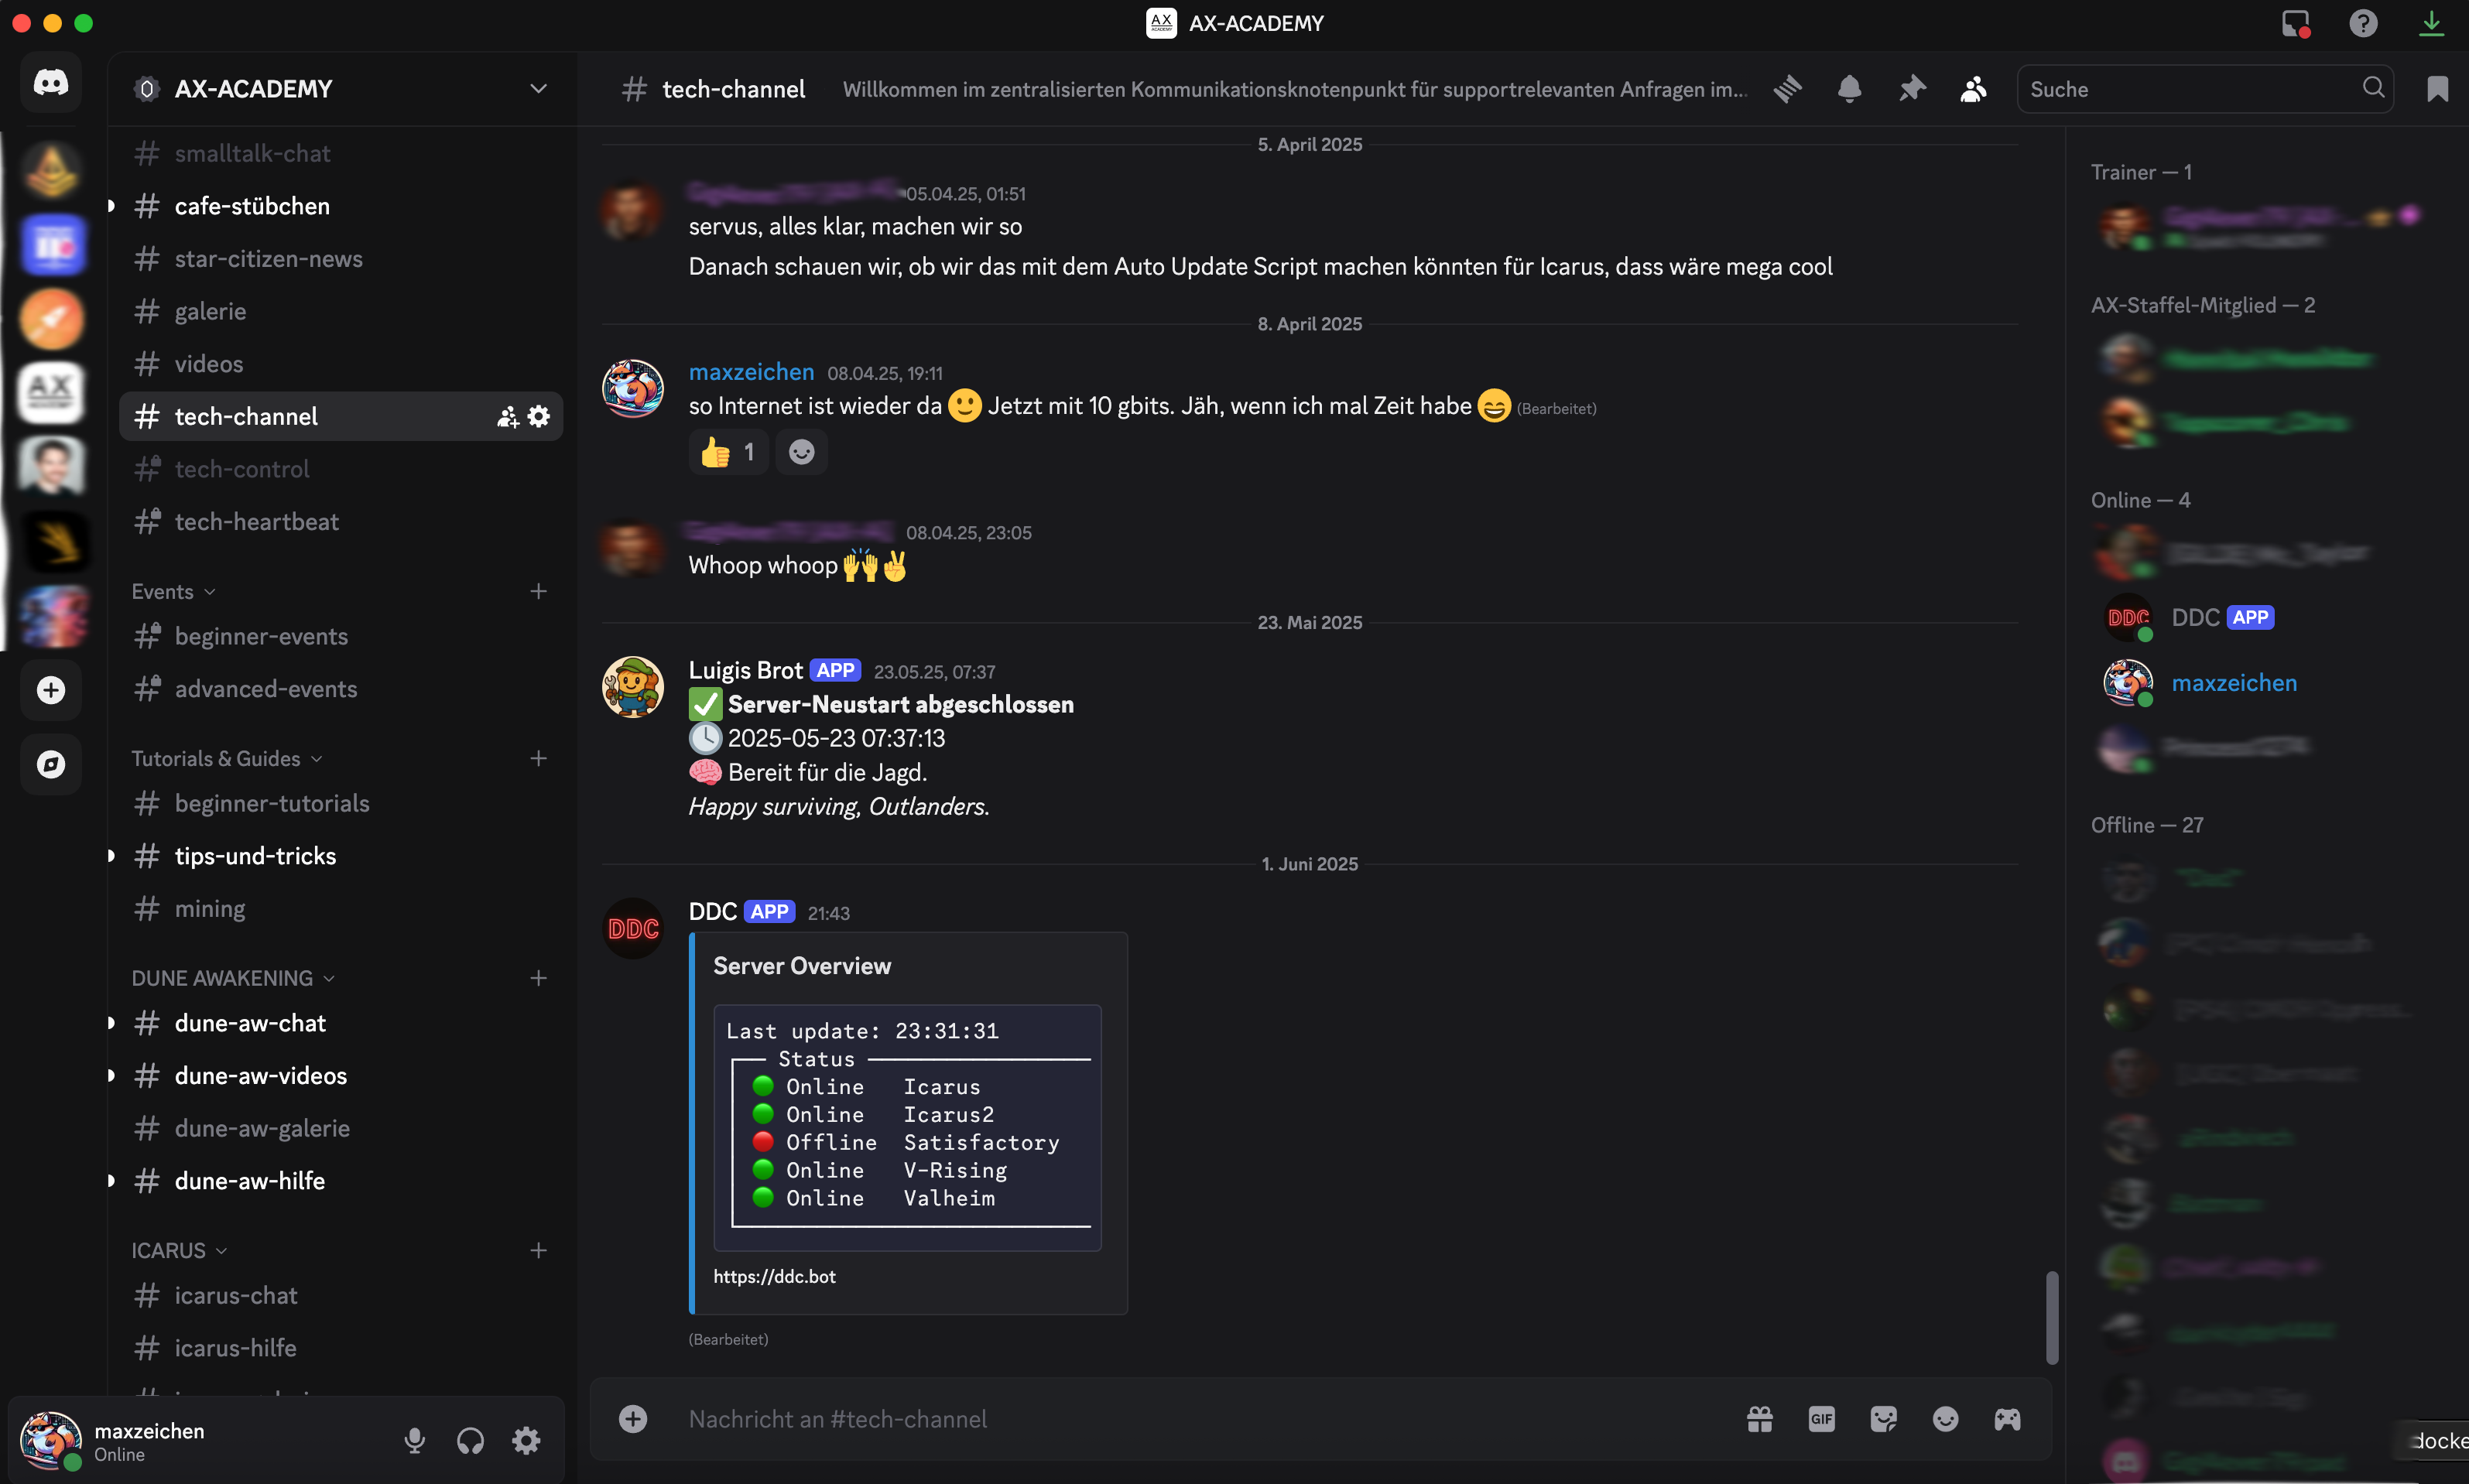 AX ACADEMY AX-ACADEMY
AX-ACADEMY
smalltalk-chat
cafe-stübchen
star-citizen-news
galerie
videos
tech-channel
tech-control
tech-heartbeat
Events
beginner-events
advanced-events
Tutorials & Guides
beginner-tutorials
tips-und-tricks
mining
DUNE AWAKENING
dune-aw-chat
dune-aw-videos
dune-aw-galerie
dune-aw-hilfe
ICARUS
icarus-chat
icarus-hilfe
maxzeichen
Online
tech-channel Willkommen im zentralisierten Kommunikationsknotenpunkt für supportrelevanten Anfragen im...
Suche
5. April 2025
05.04.25, 01:51
servus, alles klar, machen wir so
Danach schauen wir, ob wir das mit dem Auto Update Script machen könnten für Icarus, dass wäre mega cool
8. April 2025
maxzeichen 08.04.25, 19:11
so Internet ist wieder da 🙂 Jetzt mit 10 gbits. Jäh, wenn ich mal Zeit habe 😄 (Bearbeitet)
👍 1
08.04.25, 23:05
Whoop whoop 🙌✌️
23. Mai 2025
Luigis Brot APP 23.05.25, 07:37
✅ Server-Neustart abgeschlossen
🕓 2025-05-23 07:37:13
🧠 Bereit für die Jagd.
Happy surviving, Outlanders.
1. Juni 2025
DDC
DDC APP 21:43
Server Overview
Last update: 23:31:31
Status
🟢 Online Icarus
🟢 Online Icarus2
🔴 Offline Satisfactory
🟢 Online V-Rising
🟢 Online Valheim
https://ddc.bot
(Bearbeitet)
Nachricht an #tech-channel
GIF
Trainer — 1
AX-Staffel-Mitglied — 2
Online — 4
DDC
DDC APP
maxzeichen
Offline — 27
docke